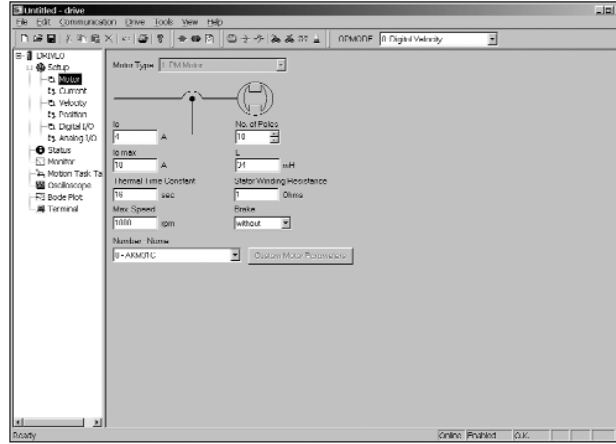 Untitled - drive
File Edit Communication Drive Tools View Help
OPMODE 0 Digital Velocity
DRIVE0
Setup
Motor
Current
Velocity
Position
Digital I/O
Analog I/O
Status
Monitor
Motion Task Ta
Oscilloscope
Bode Plot
Terminal
Motor Type 1 PM Motor
Io
4 A
No. of Poles
10
Io max
10 A
L
mH
Thermal Time Constant
16 sec
Stator Winding Resistance
1 Ohms
Max Speed
rpm
Brake
without
Number Name
Custom Motor Parameters
Ready
Online Enabled O.K.